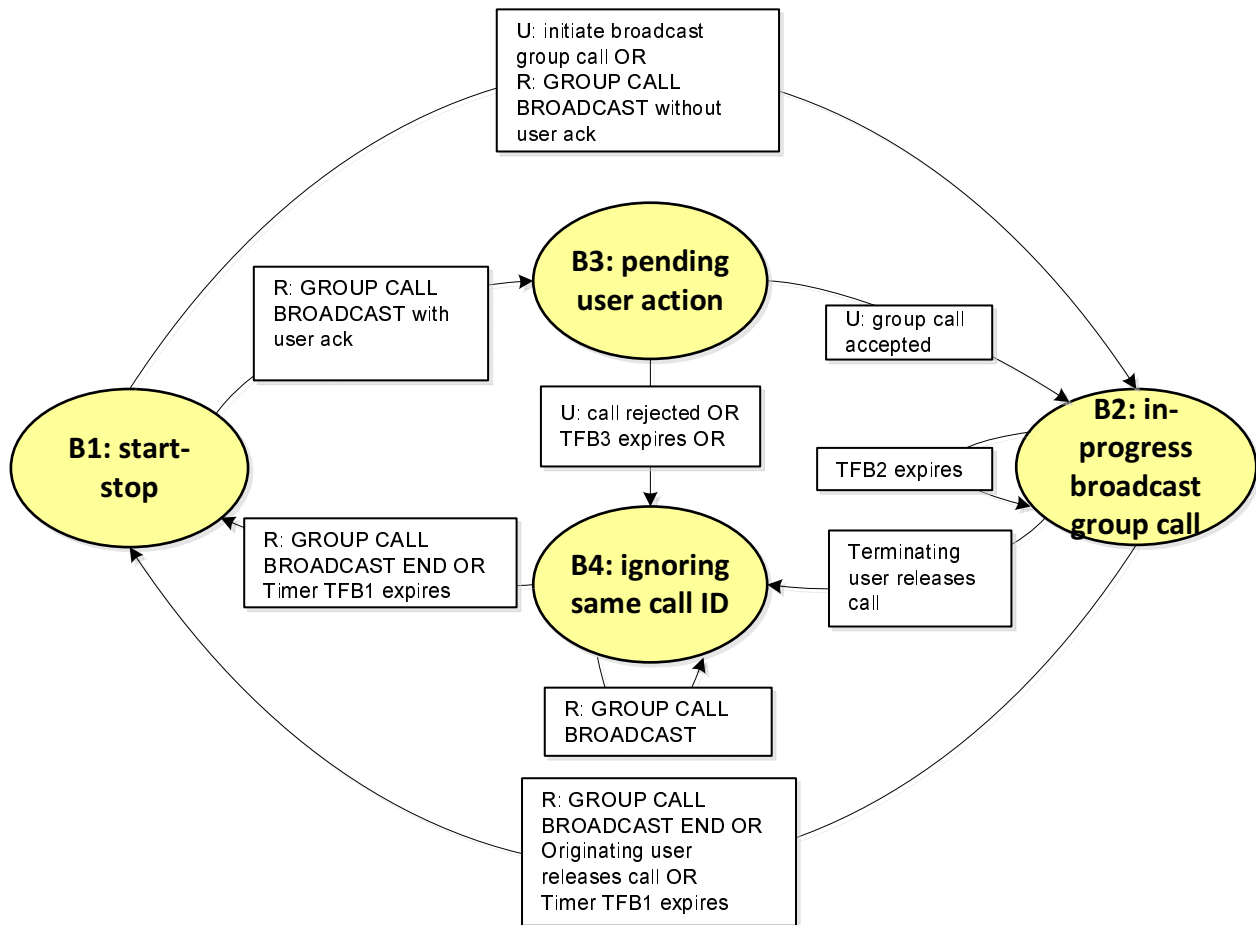 U: initiate broadcast
group call OR
R: GROUP CALL
BROADCAST without
user ack
B3: pending
user action
R: GROUP CALL
BROADCAST with
user ack
U: group call
accepted
B1: start-
stop
U: call rejected OR
TFB3 expires OR
B2: in-
progress
broadcast
group call
TFB2 expires
R: GROUP CALL
BROADCAST END OR
Timer TFB1 expires
B4: ignoring
same call ID
Terminating
user releases
call
R: GROUP CALL
BROADCAST
R: GROUP CALL
BROADCAST END OR
Originating user
releases call OR
Timer TFB1 expires